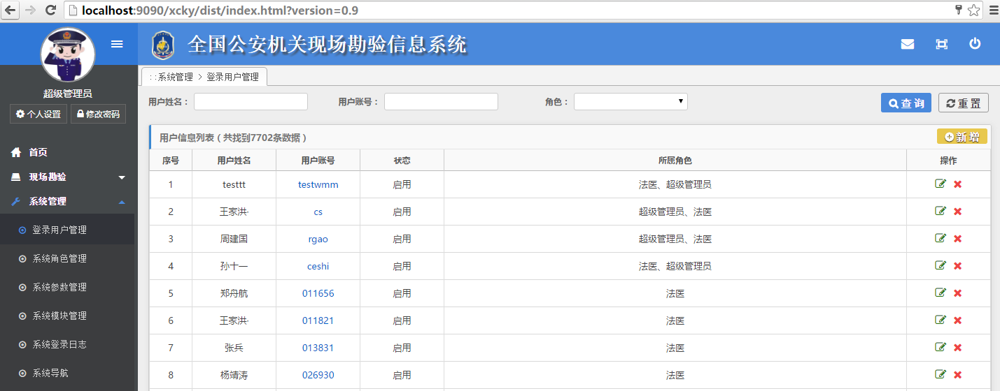 localhost:9090/xcky/dist/index.html?version=0.9
全国公安机关现场勘验信息系统
超级管理员
个人设置 修改密码
首页
现场勘验
系统管理
登录用户管理
系统角色管理
系统参数管理
系统模块管理
系统登录日志
系统导航
系统管理 > 登录用户管理
用户姓名： 用户账号： 角色： 查询 重置
用户信息列表（共找到7702条数据） 新增
序号 用户姓名 用户账号 状态 所属角色 操作
1 testtt testwmm 启用 法医、超级管理员
2 王家洪· cs 启用 超级管理员、法医
3 周建国 rgao 启用 超级管理员、法医
4 孙十一 ceshi 启用 法医、超级管理员
5 郑舟航 011656 启用 法医
6 王家洪· 011821 启用 法医
7 张兵 013831 启用 法医
8 杨靖涛 026930 启用 法医